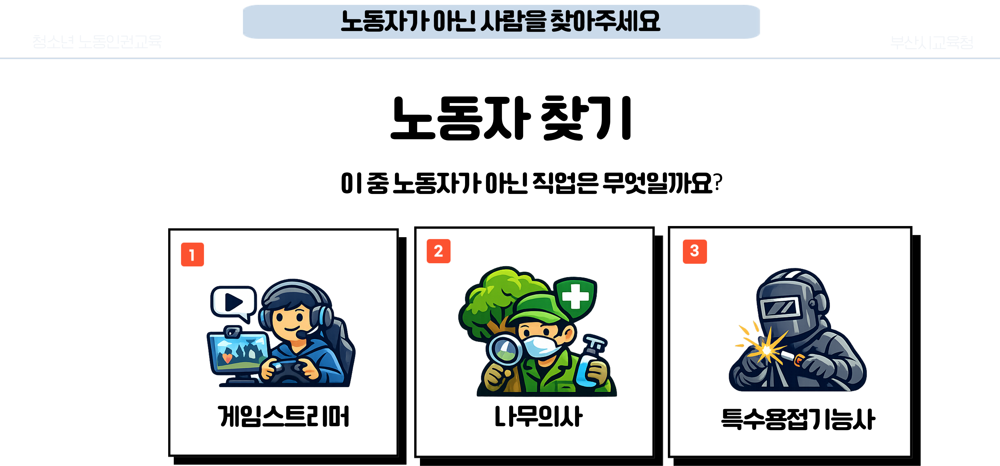 노동자가 아닌 사람을 찾아주세요
청소년 노동인권교육
부산시교육청
노동자 찾기
이 중 노동자가 아닌 직업은 무엇일까요?
1
2
3
게임스트리머
나무의사
특수용접기능사